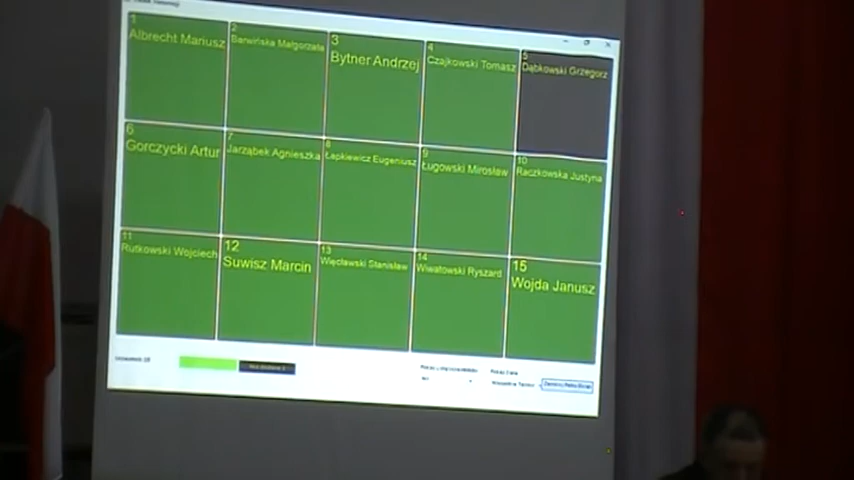 1
Albrecht Mariusz
2
Barwińska Małgorzata
3
Bytner Andrzej
4
Czajkowski Tomasz
5
Dąbkowski Grzegorz
6
Gorczycki Artur
7
Jarząbek Agnieszka
8
Łapkiewicz Eugeniusz
9
Ługowski Mirosław
10
Raczkowska Justyna
11
Rutkowski Wojciech
12
Suwisz Marcin
13
Więcławski Stanisław
14
Wiwatowski Ryszard
15
Wojda Janusz